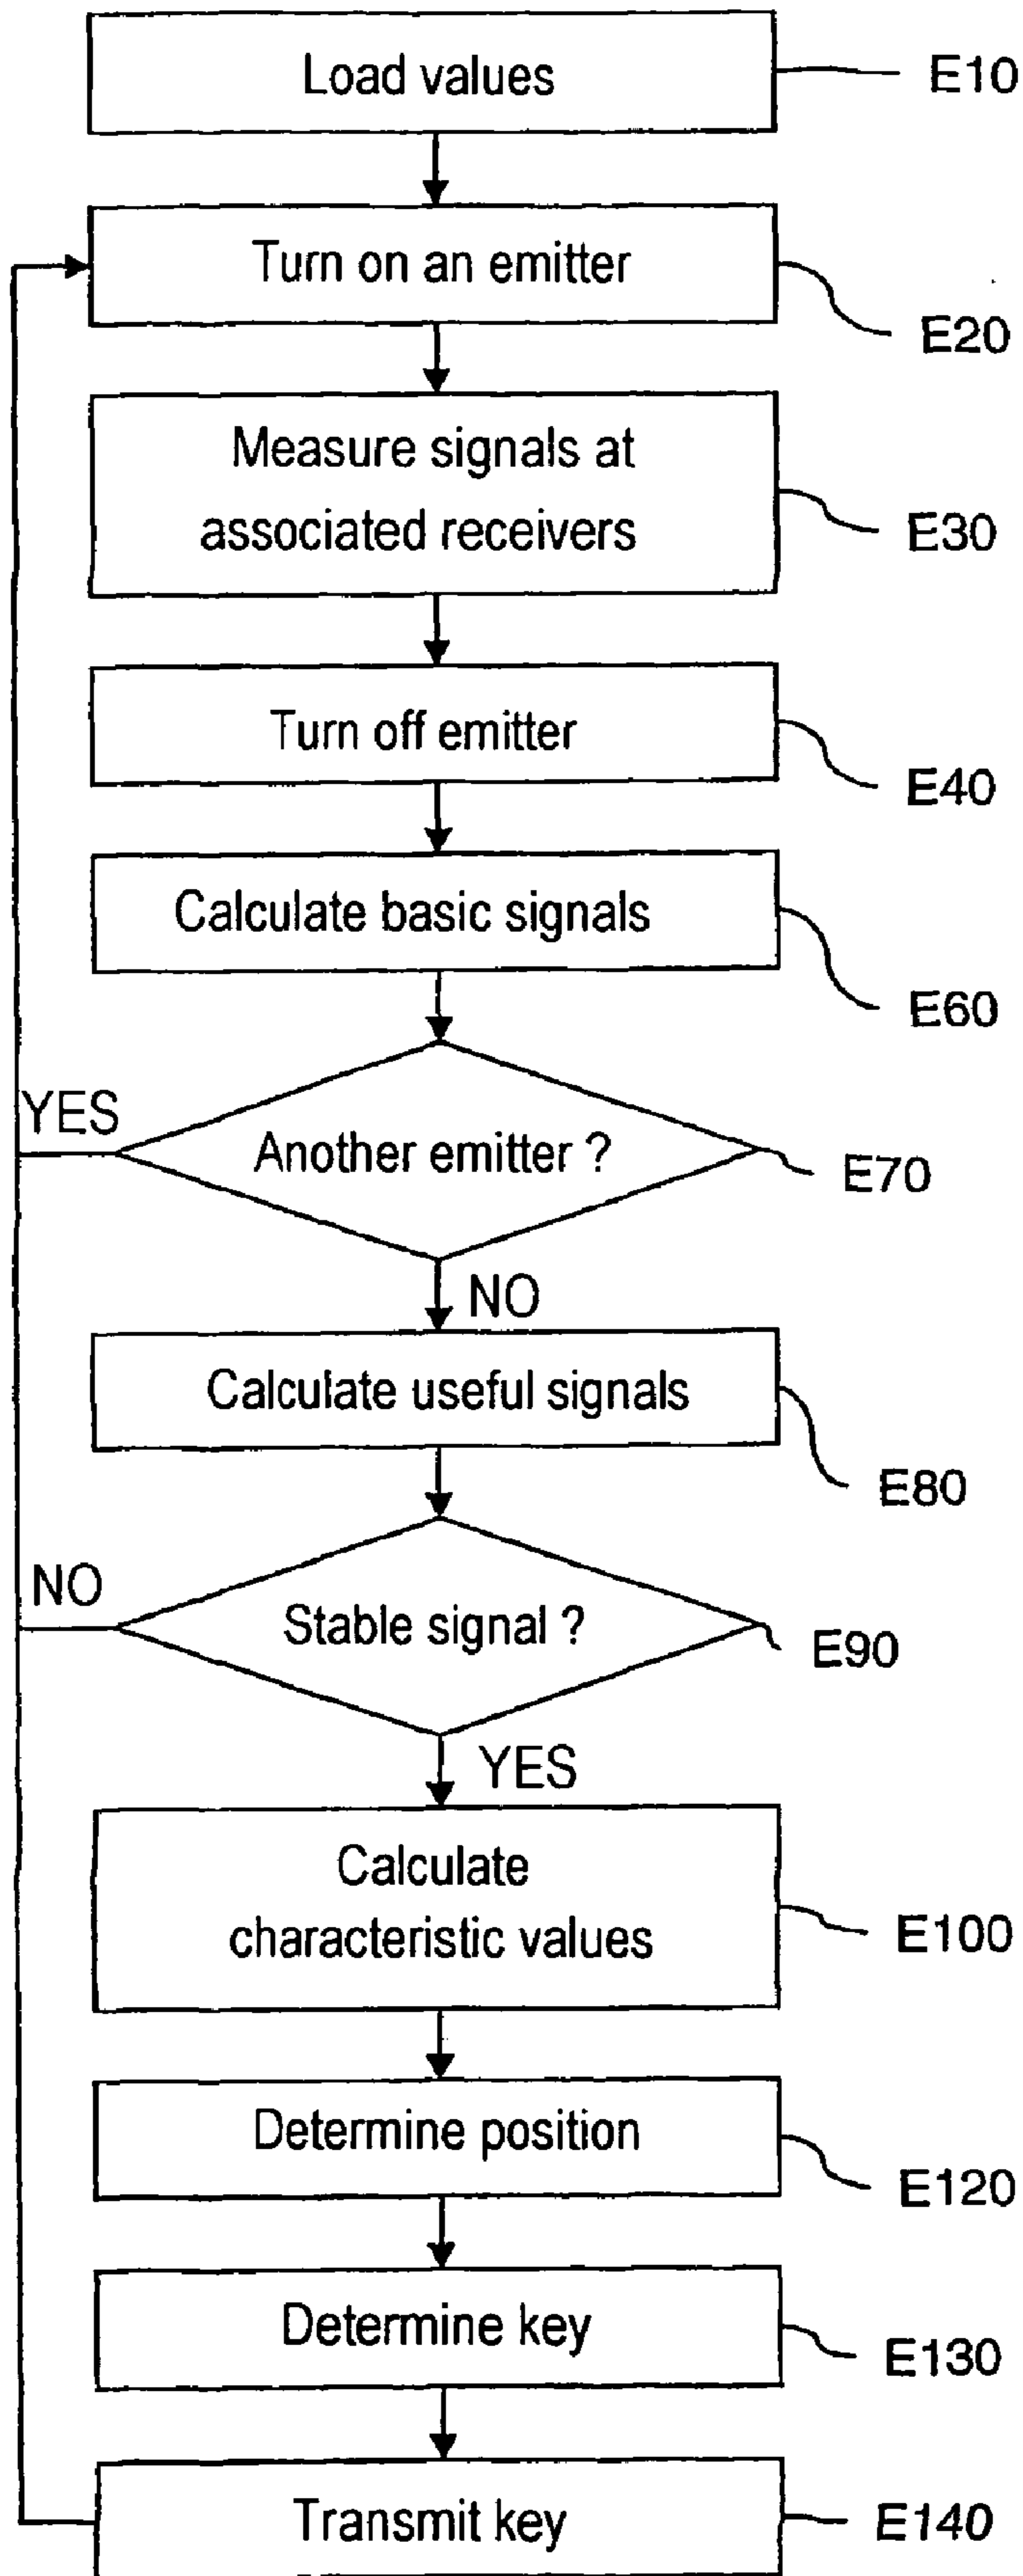 Load values
E10
Turn on an emitter
E20
Measure signals at
associated receivers
E30
Turn off emitter
E40
Calculate basic signals
E60
YES
Another emitter ?
E70
NO
Calculate useful signals
E80
NO
Stable signal ?
E90
YES
Calculate
characteristic values
E100
Determine position
E120
Determine key
E130
Transmit key
E140